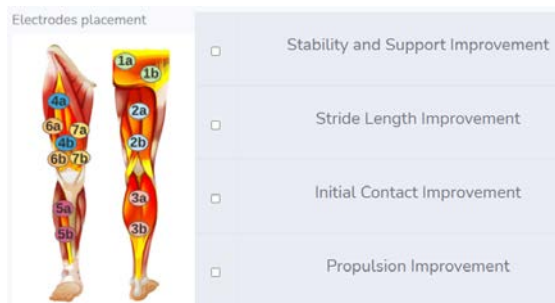 Electrodes placement
1a
1b
4a
2a
6a
7a
4b
2b
6b
7b
5a
3a
5b
3b
Stability and Support Improvement
Stride Length Improvement
Initial Contact Improvement
Propulsion Improvement